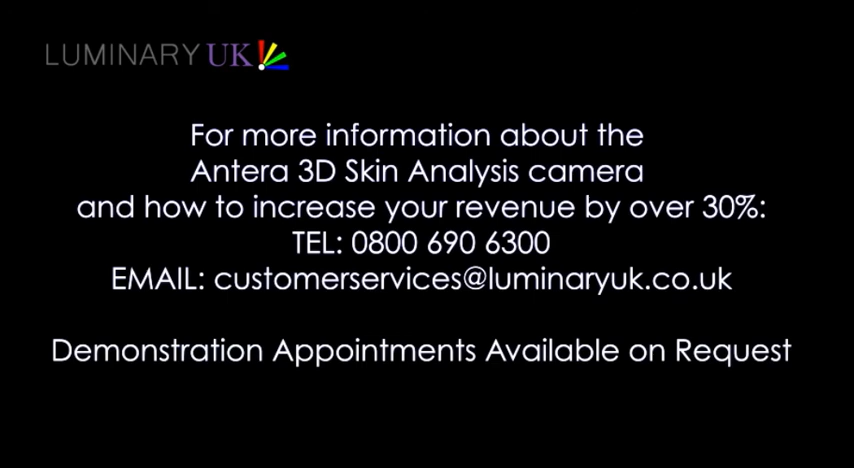 LUMINARY UK
For more information about the
Antera 3D Skin Analysis camera
and how to increase your revenue by over 30%:
TEL: 0800 690 6300
EMAIL: customerservices@luminaryuk.co.uk
Demonstration Appointments Available on Request